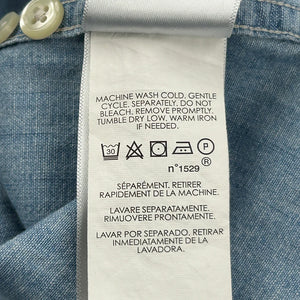 MACHINE WASH COLD. GENTLE
CYCLE. SEPARATELY. DO NOT
BLEACH. REMOVE PROMPTLY.
TUMBLE DRY LOW. WARM IRON
IF NEEDED.
30
P
n°1529 ®
SÉPARÉMENT. RETIRER
RAPIDEMENT DE LA MACHINE.
LAVARE SEPARATAMENTE.
RIMUOVERE PRONTAMENTE.
LAVAR POR SEPARADO. RETIRAR
INMEDIATAMENTE DE LA
LAVADORA.